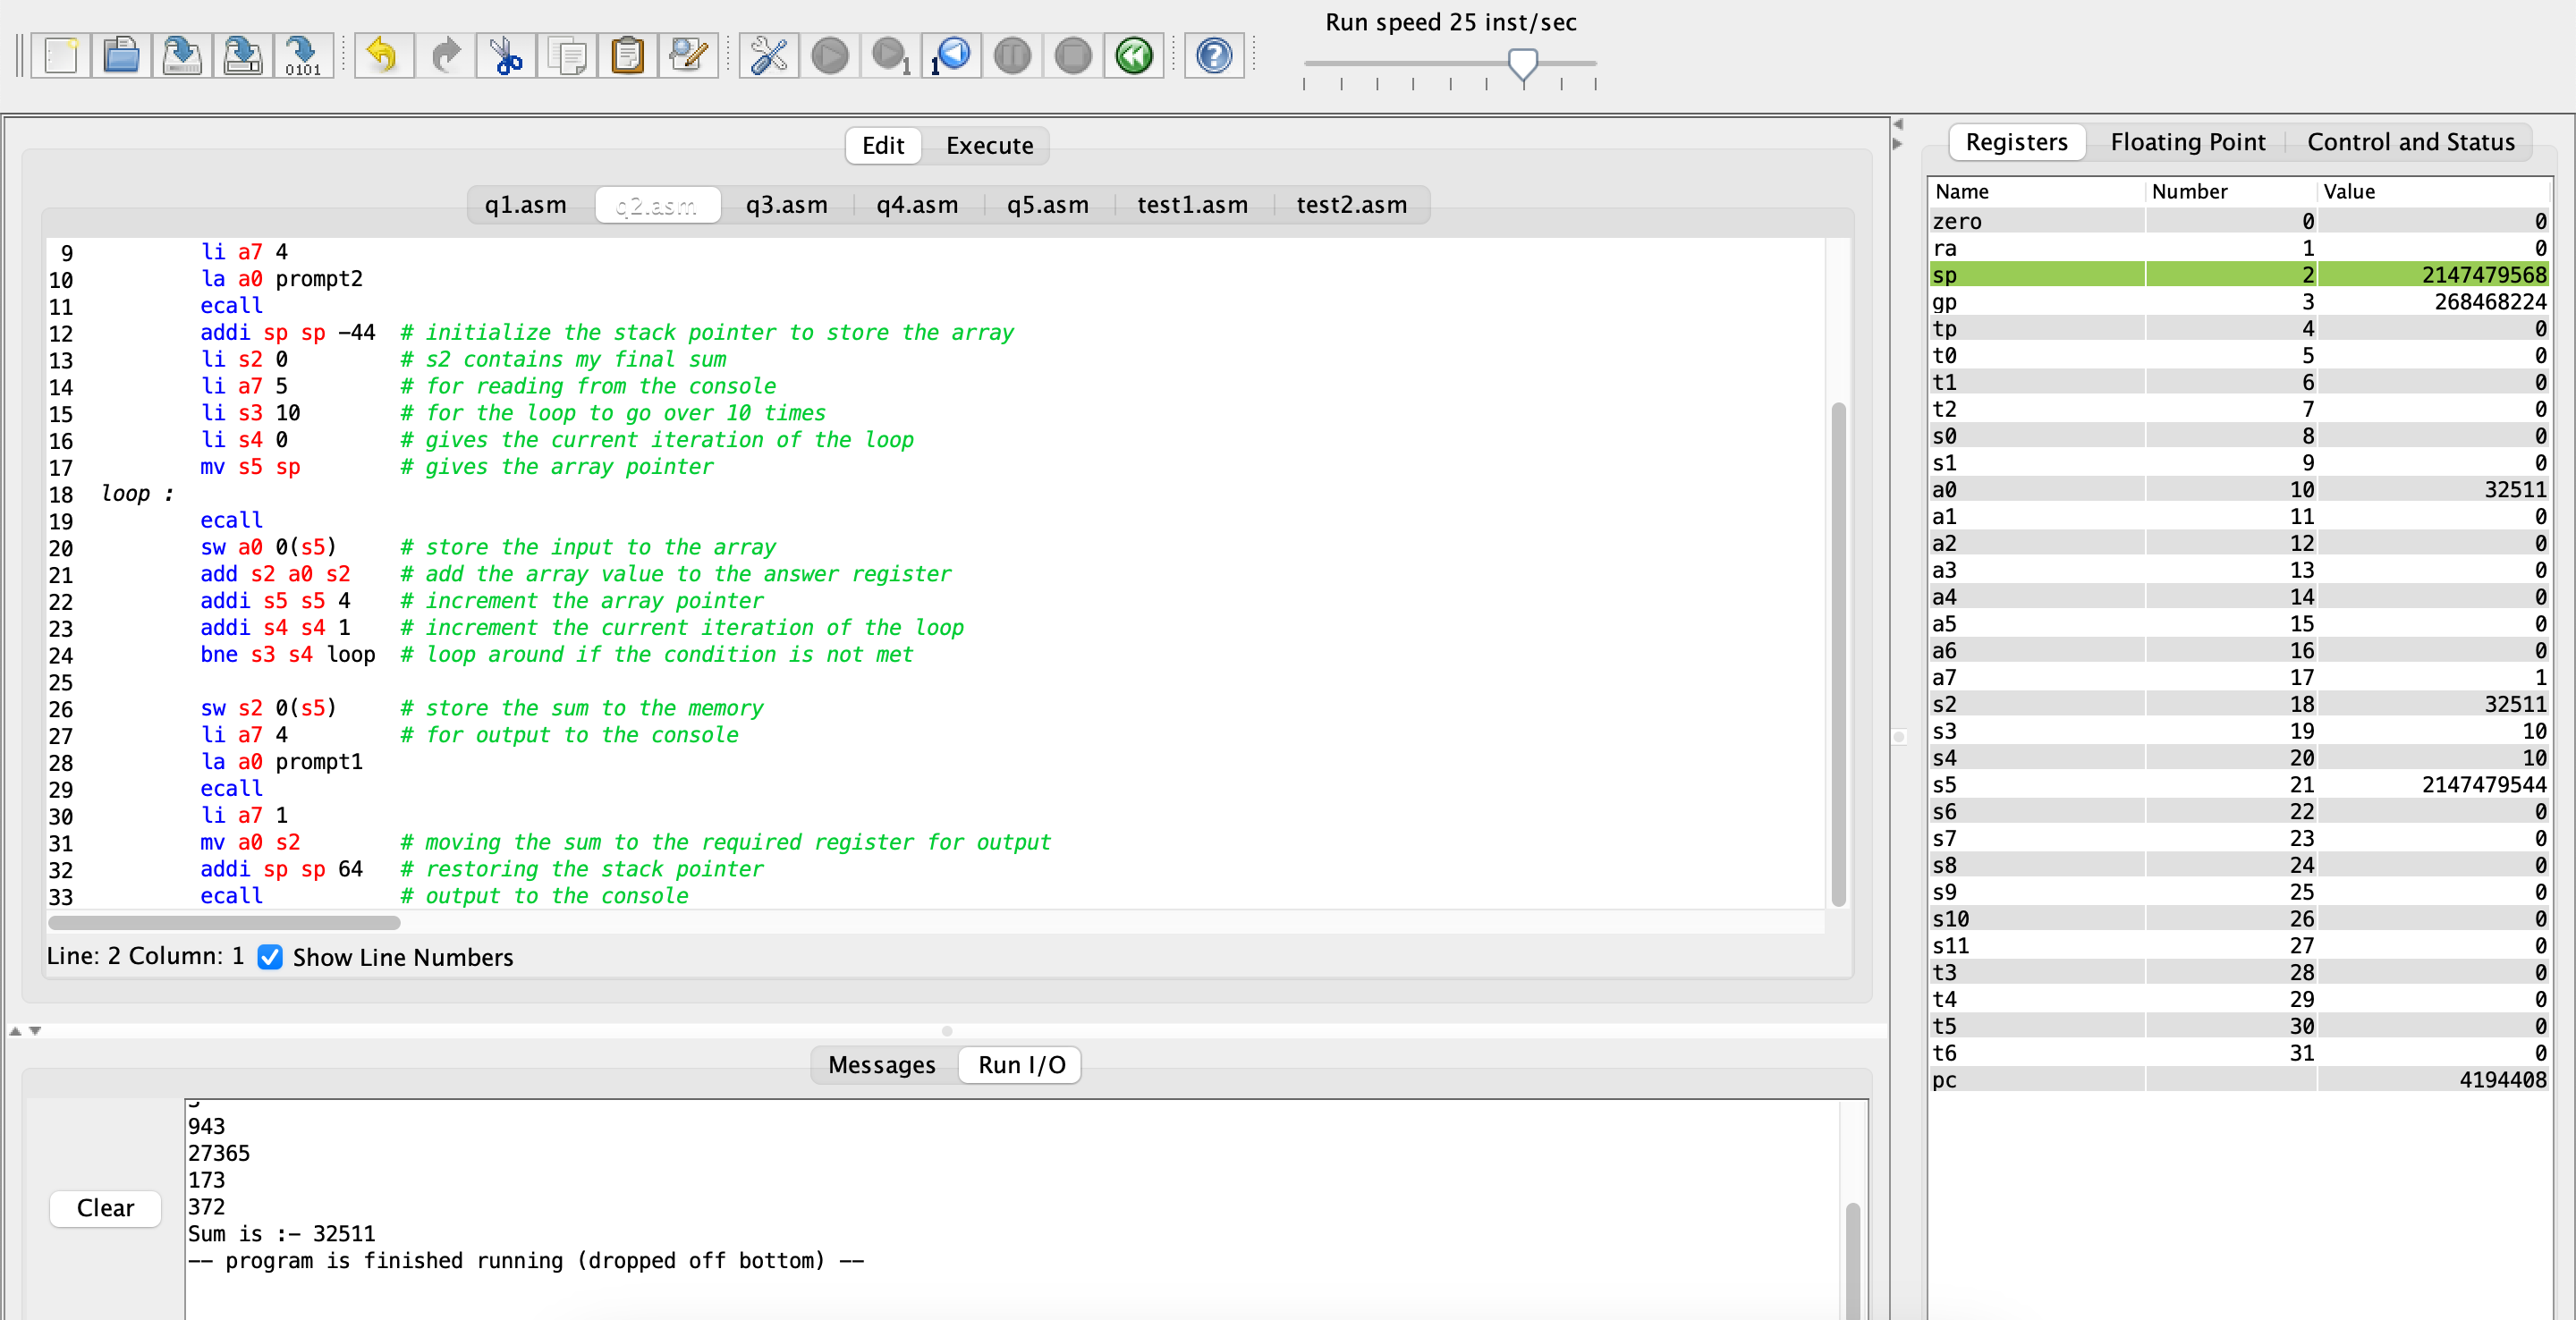 Run speed 25 inst/sec
0101
1
1
Edit Execute
q1.asm q2.asm q3.asm q4.asm q5.asm test1.asm test2.asm
9 li a7 4
10 la a0 prompt2
11 ecall
12 addi sp sp -44 # initialize the stack pointer to store the array
13 li s2 0 # s2 contains my final sum
14 li a7 5 # for reading from the console
15 li s3 10 # for the loop to go over 10 times
16 li s4 0 # gives the current iteration of the loop
17 mv s5 sp # gives the array pointer
18 loop :
19 ecall
20 sw a0 0(s5) # store the input to the array
21 add s2 a0 s2 # add the array value to the answer register
22 addi s5 s5 4 # increment the array pointer
23 addi s4 s4 1 # increment the current iteration of the loop
24 bne s3 s4 loop # loop around if the condition is not met
25
26 sw s2 0(s5) # store the sum to the memory
27 li a7 4 # for output to the console
28 la a0 prompt1
29 ecall
30 li a7 1
31 mv a0 s2 # moving the sum to the required register for output
32 addi sp sp 64 # restoring the stack pointer
33 ecall # output to the console
Line: 2 Column: 1 Show Line Numbers
Messages Run I/O
Clear
943
27365
173
372
Sum is :- 32511
-- program is finished running (dropped off bottom) --
Registers Floating Point Control and Status
Name Number Value
zero 0 0
ra 1 0
sp 2 2147479568
gp 3 268468224
tp 4 0
t0 5 0
t1 6 0
t2 7 0
s0 8 0
s1 9 0
a0 10 32511
a1 11 0
a2 12 0
a3 13 0
a4 14 0
a5 15 0
a6 16 0
a7 17 1
s2 18 32511
s3 19 10
s4 20 10
s5 21 2147479544
s6 22 0
s7 23 0
s8 24 0
s9 25 0
s10 26 0
s11 27 0
t3 28 0
t4 29 0
t5 30 0
t6 31 0
pc 4194408